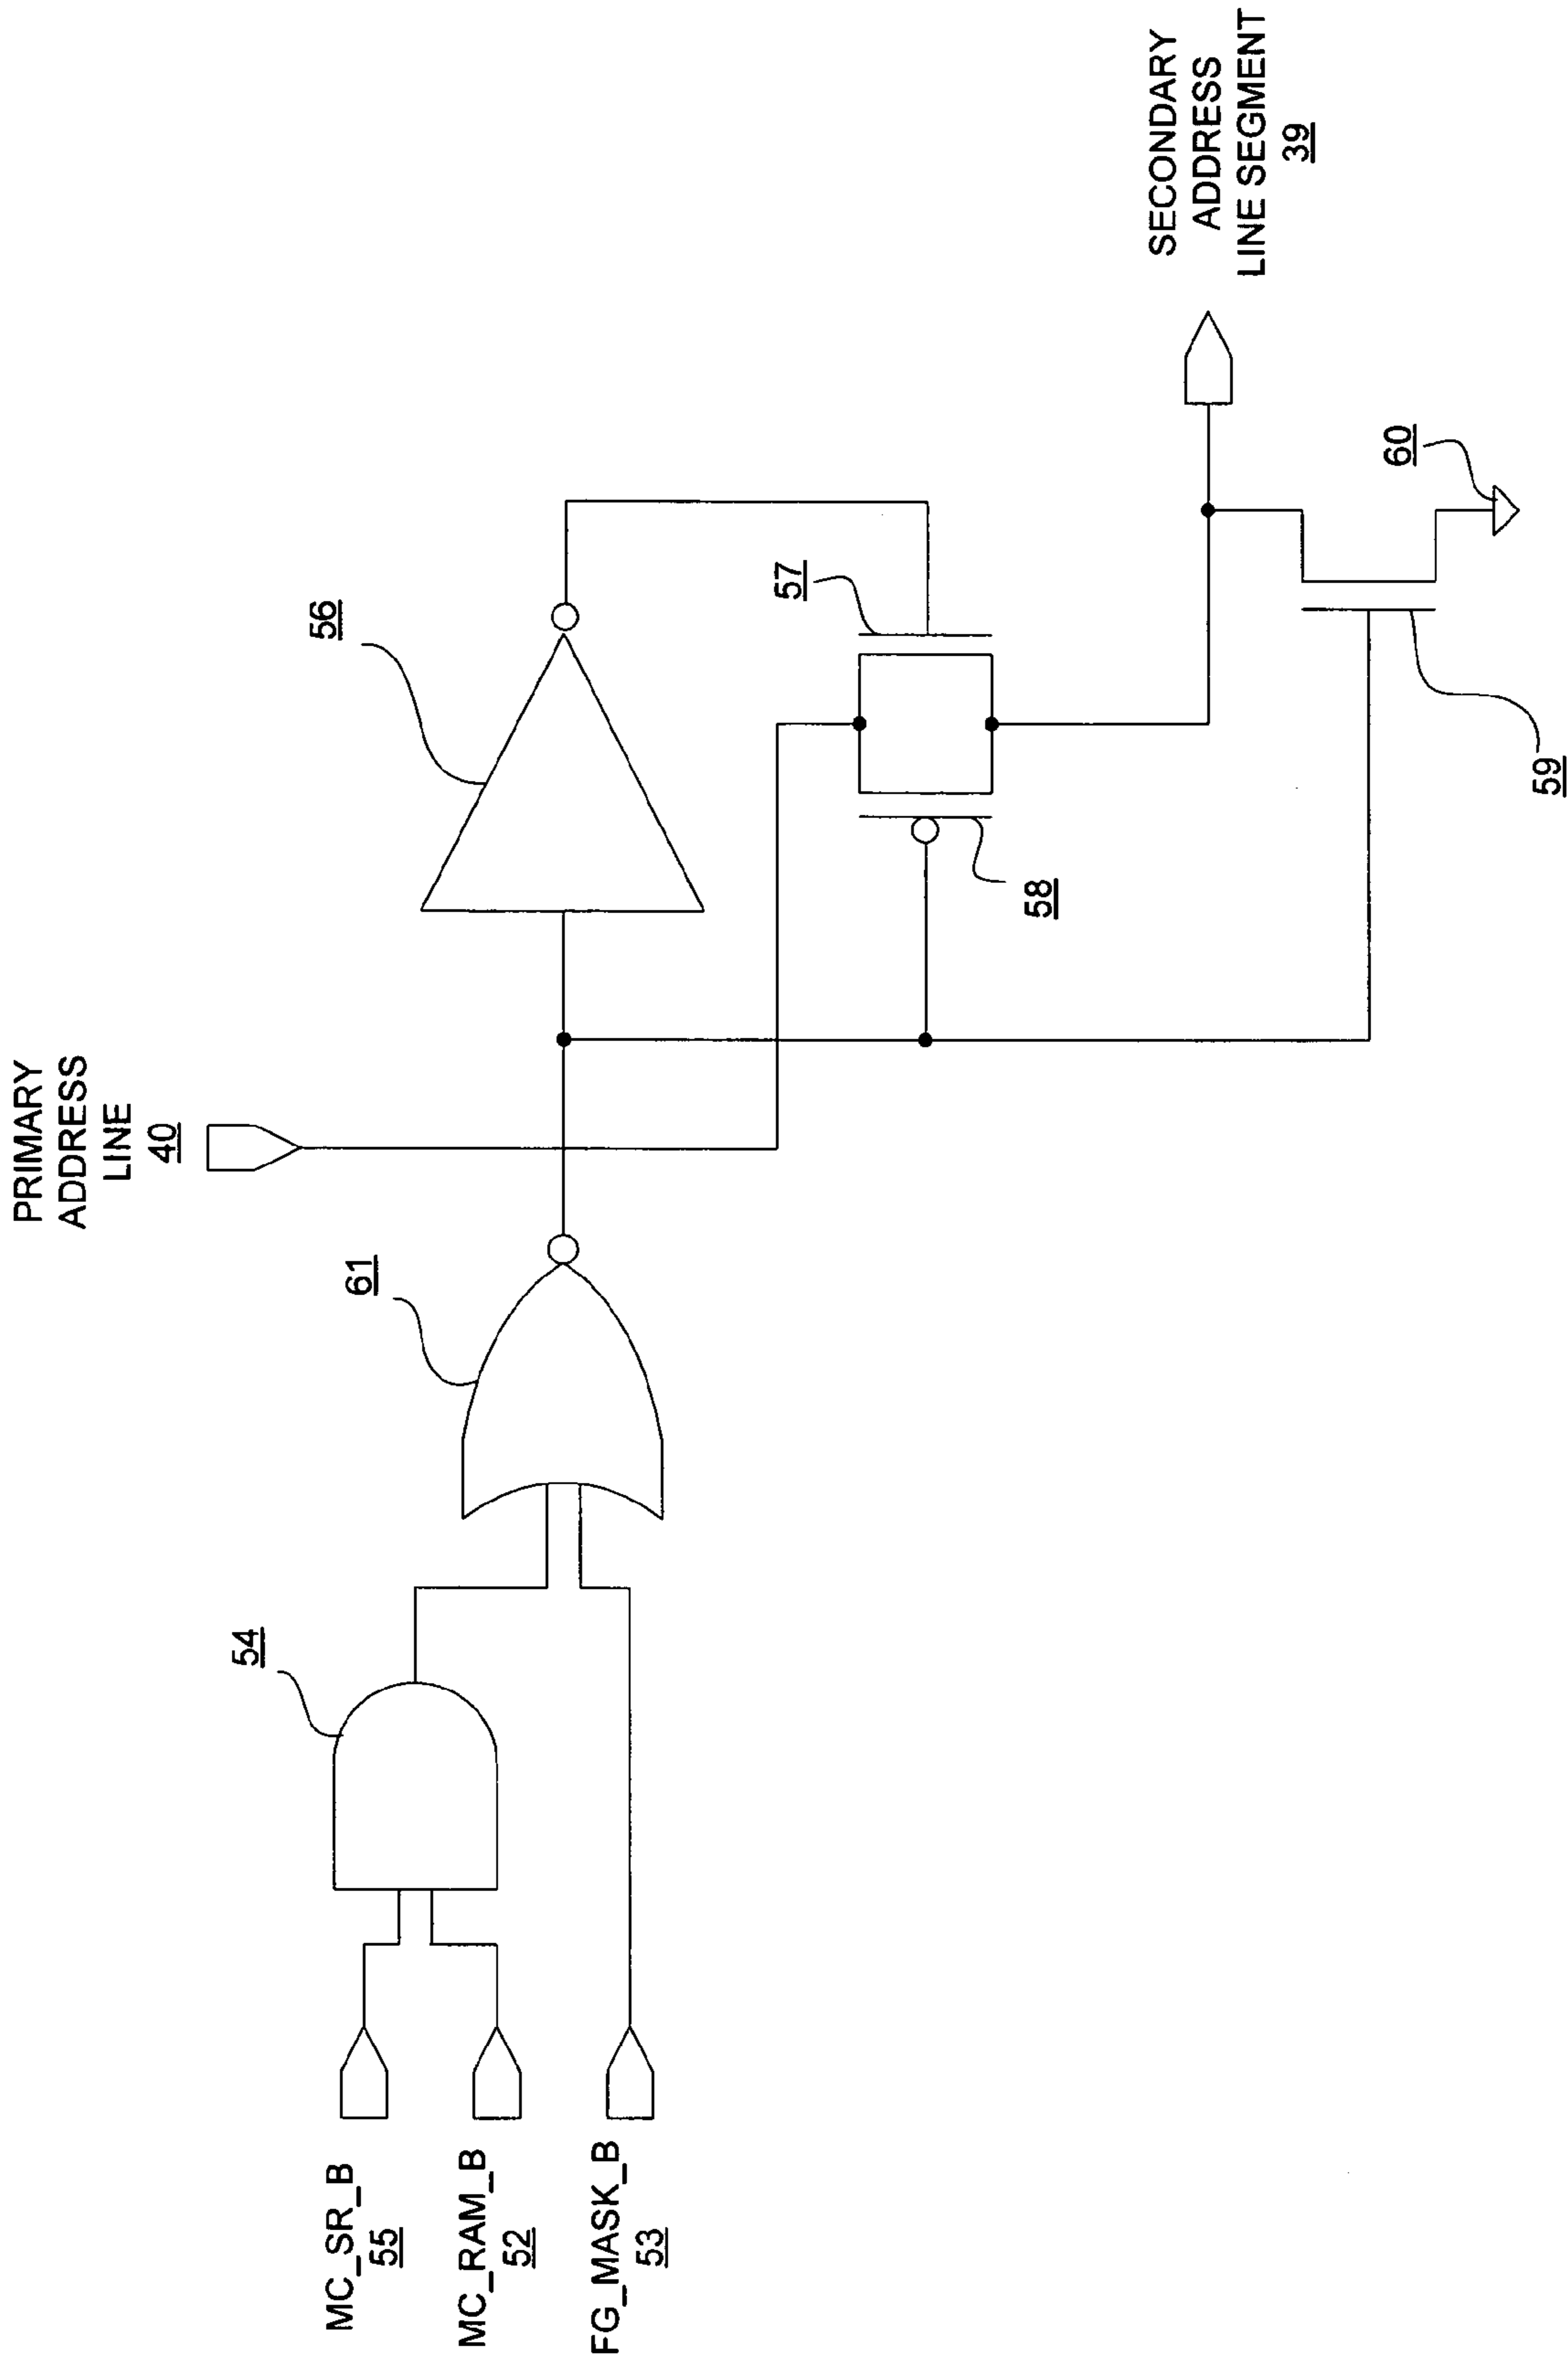 MC_SR_B
55
MC_RAM_B
52
FG_MASK_B
53
54
61
PRIMARY
ADDRESS
LINE
40
56
57
58
59
60
SECONDARY
ADDRESS
LINE SEGMENT
39